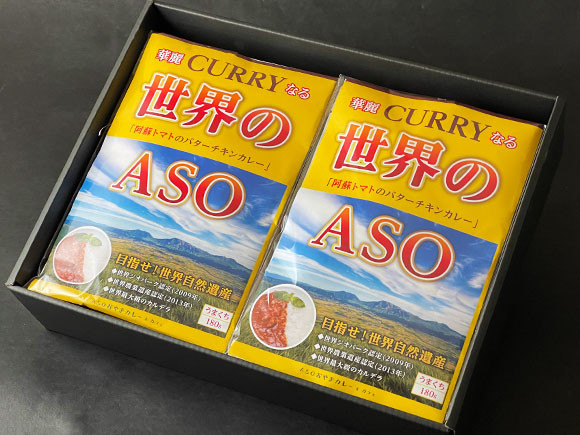 華麗 CURRY なる
世界の
「阿蘇トマトのバターチキンカレー」
ASO
目指せ!世界自然遺産
◆世界ジオパーク認定(2009年)
◆世界農業遺産認定(2013年)
◆世界最大級のカルデラ
うまくち
180g
華麗 CURRY なる
世界の
「阿蘇トマトのバターチキンカレー」
ASO
目指せ!世界自然遺産
◆世界ジオパーク認定(2009年)
◆世界農業遺産認定(2013年)
◆世界最大級のカルデラ
うまくち
180g